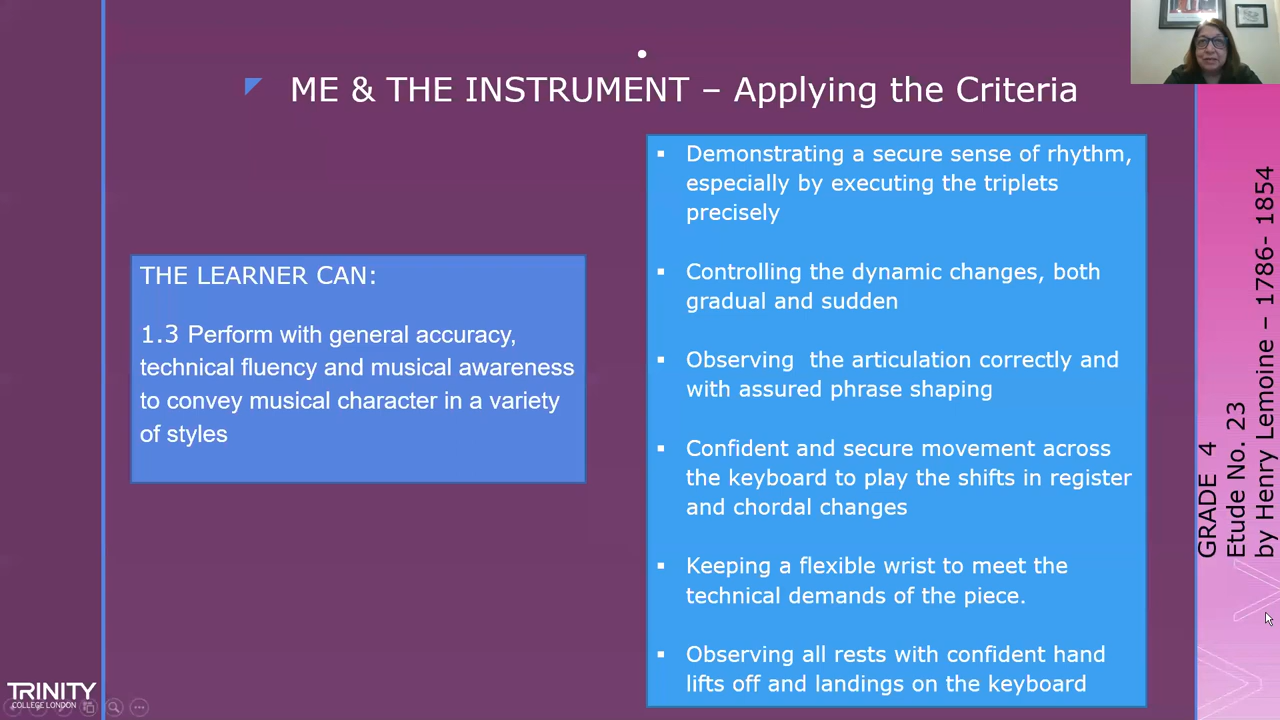 ME & THE INSTRUMENT – Applying the Criteria
THE LEARNER CAN:
1.3 Perform with general accuracy,
technical fluency and musical awareness
to convey musical character in a variety
of styles
Demonstrating a secure sense of rhythm,
especially by executing the triplets
precisely
Controlling the dynamic changes, both
gradual and sudden
Observing  the articulation correctly and
with assured phrase shaping
Confident and secure movement across
the keyboard to play the shifts in register
and chordal changes
Keeping a flexible wrist to meet the
technical demands of the piece.
Observing all rests with confident hand
lifts off and landings on the keyboard
GRADE 4
Etude No. 23
by Henry Lemoine – 1786- 1854
TRINITY
COLLEGE LONDON